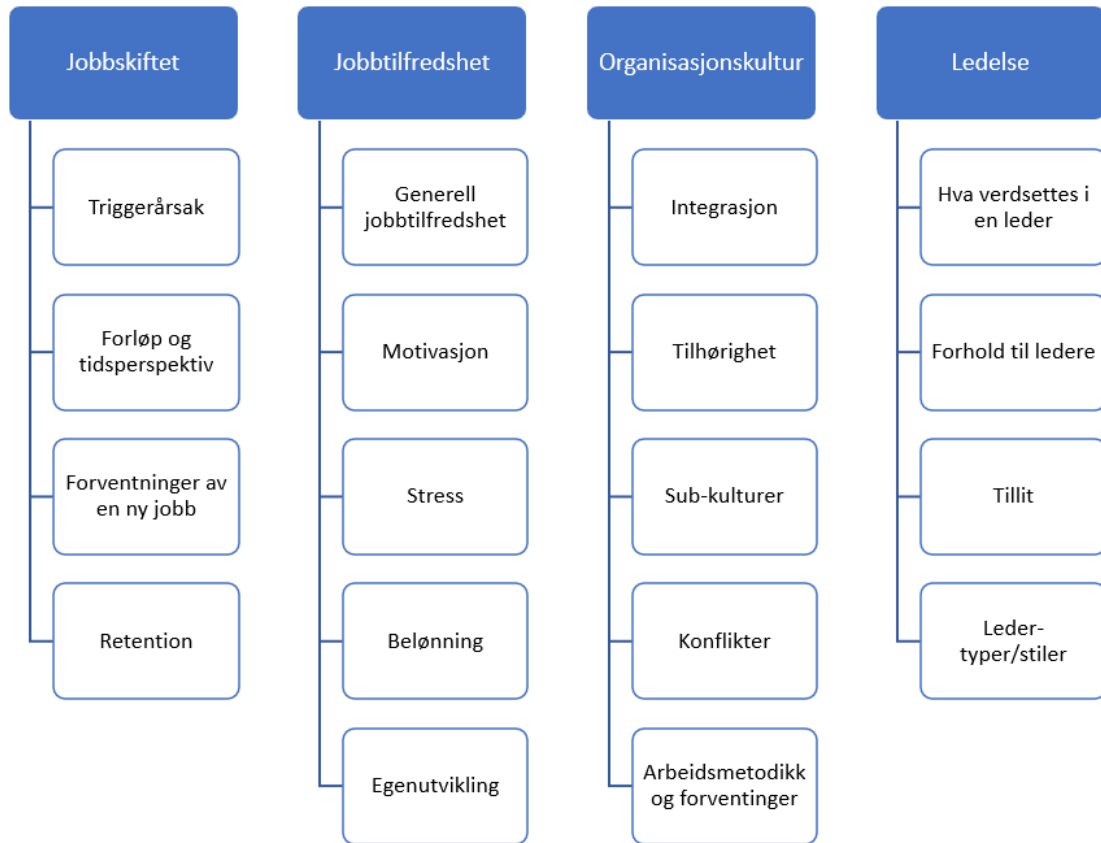 Jobbskiftet
Triggerårsak
Forløp og
tidsperspektiv
Forventninger av
en ny jobb
Retention
Jobbtilfredshet
Generell
jobbtilfredshet
Motivasjon
Stress
Belønning
Egenutvikling
Organisasjonskultur
Integrasjon
Tilhørighet
Sub-kulturer
Konflikter
Arbeidsmetodikk
og forventinger
Ledelse
Hva verdsettes i
en leder
Forhold til ledere
Tillit
Leder-
typer/stiler